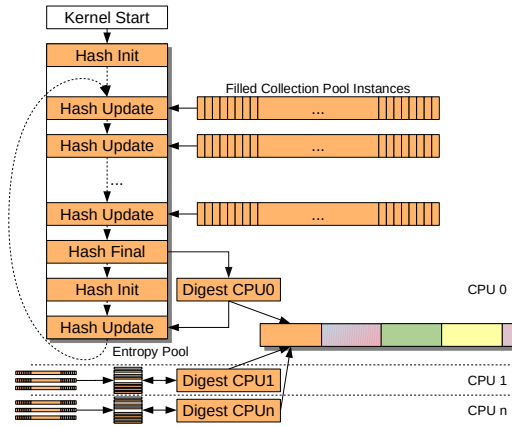 Kernel Start
Hash Init
Filled Collection Pool Instances
Hash Update
...
Hash Update
...
...
Hash Update
...
Hash Final
Hash Init
Digest CPU0
CPU 0
Hash Update
Entropy Pool
Digest CPU1
CPU 1
Digest CPUn
CPU n